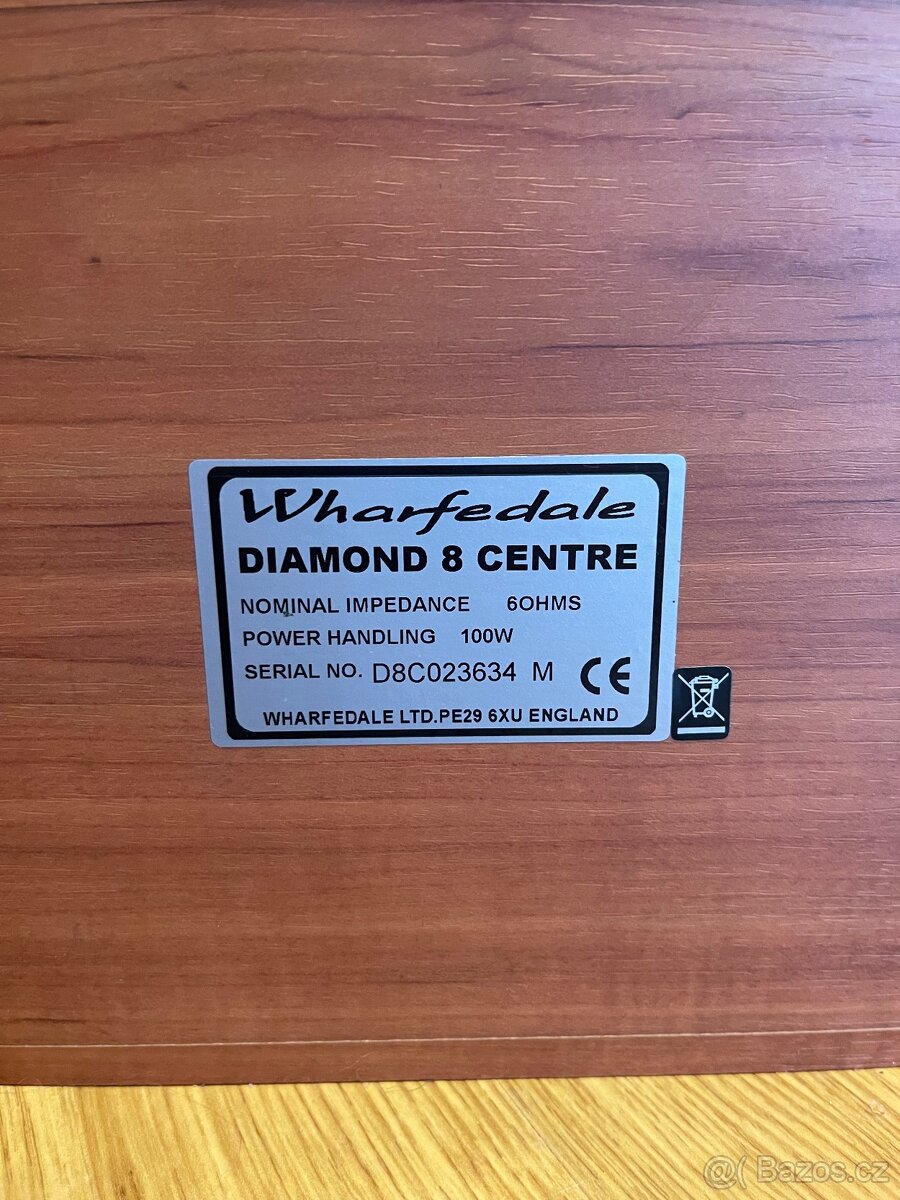 Wharfedale
DIAMOND 8 CENTRE
NOMINAL IMPEDANCE 6OHMS
POWER HANDLING 100W
SERIAL NO. D8C023634 M CE
WHARFEDALE LTD.PE29 6XU ENGLAND
@( Bazos.cz